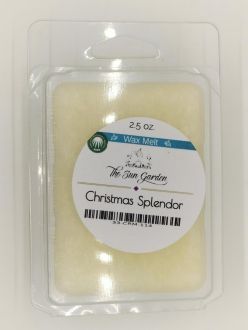 2.5 oz
Wax Melt
The Sun Garden
Christmas Splendor